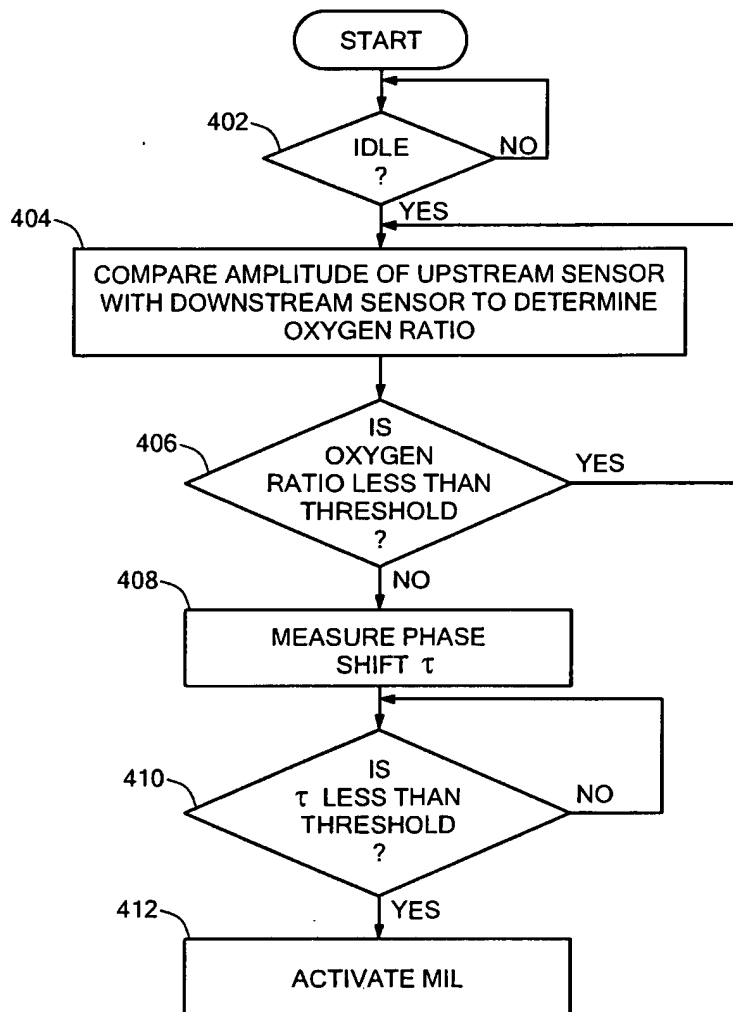 START
402
IDLE
?
NO
YES
404
COMPARE AMPLITUDE OF UPSTREAM SENSOR
WITH DOWNSTREAM SENSOR TO DETERMINE
OXYGEN RATIO
406
IS
OXYGEN
RATIO LESS THAN
THRESHOLD
?
YES
NO
408
MEASURE PHASE
SHIFT τ
410
IS
τ LESS THAN
THRESHOLD
?
NO
YES
412
ACTIVATE MIL